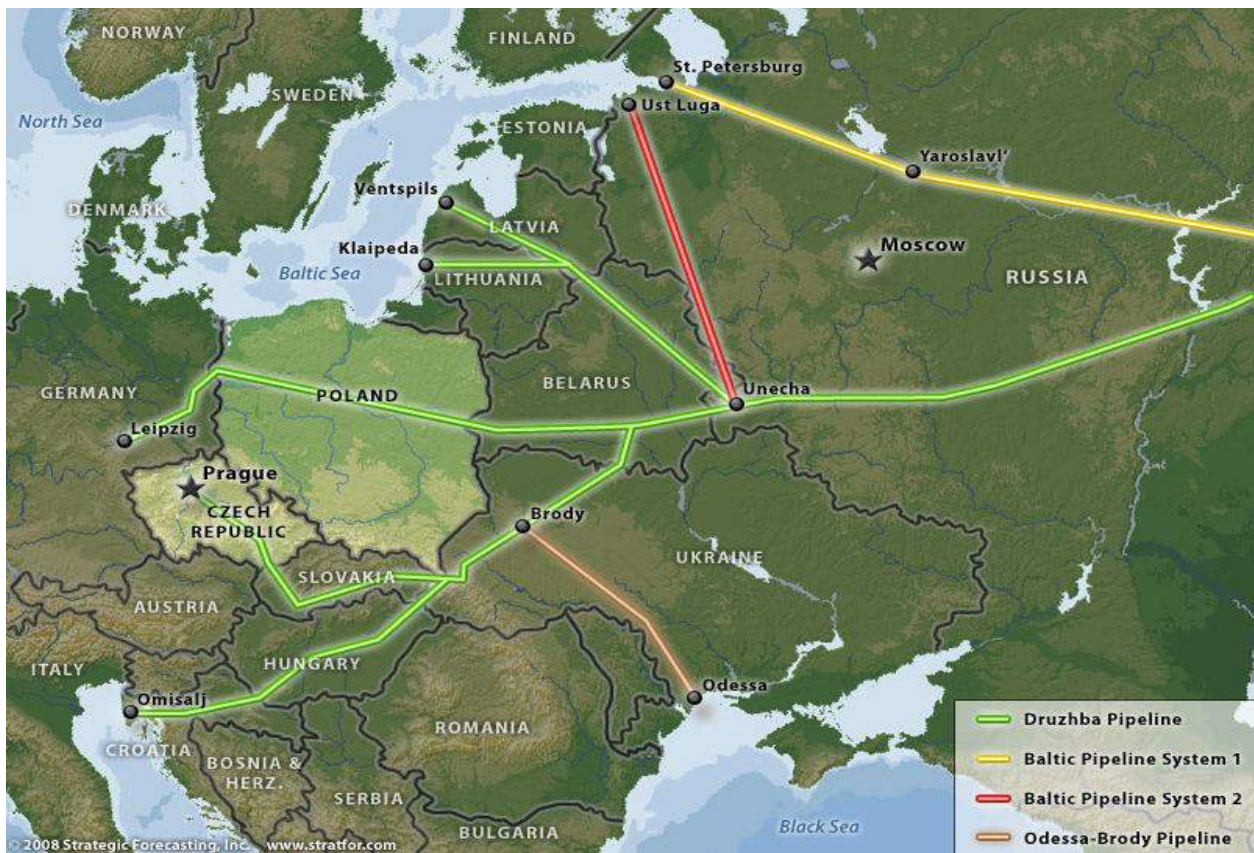 NORWAY
FINLAND
St. Petersburg
SWEDEN
Ust Luga
North Sea
ESTONIA
Yaroslavl'
Ventspils
DENMARK
LATVIA
Moscow
Klaipeda
Baltic Sea
LITHUANIA
RUSSIA
GERMANY
POLAND
BELARUS
Unecha
Leipzig
Prague
CZECH
REPUBLIC
Brody
UKRAINE
SLOVAKIA
AUSTRIA
HUNGARY
ITALY
Omisalj
Odessa
ROMANIA
Druzhba Pipeline
CROATIA
BOSNIA &
HERZ.
Baltic Pipeline System 1
SERBIA
Baltic Pipeline System 2
Black Sea
BULGARIA
Odessa-Brody Pipeline
© 2008 Strategic Forecasting, Inc. www.stratfor.com